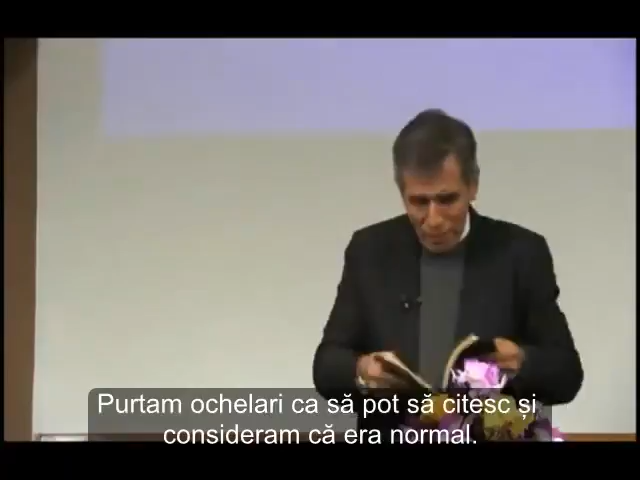 Purtam ochelari ca să pot să citesc și
consideram că era normal.